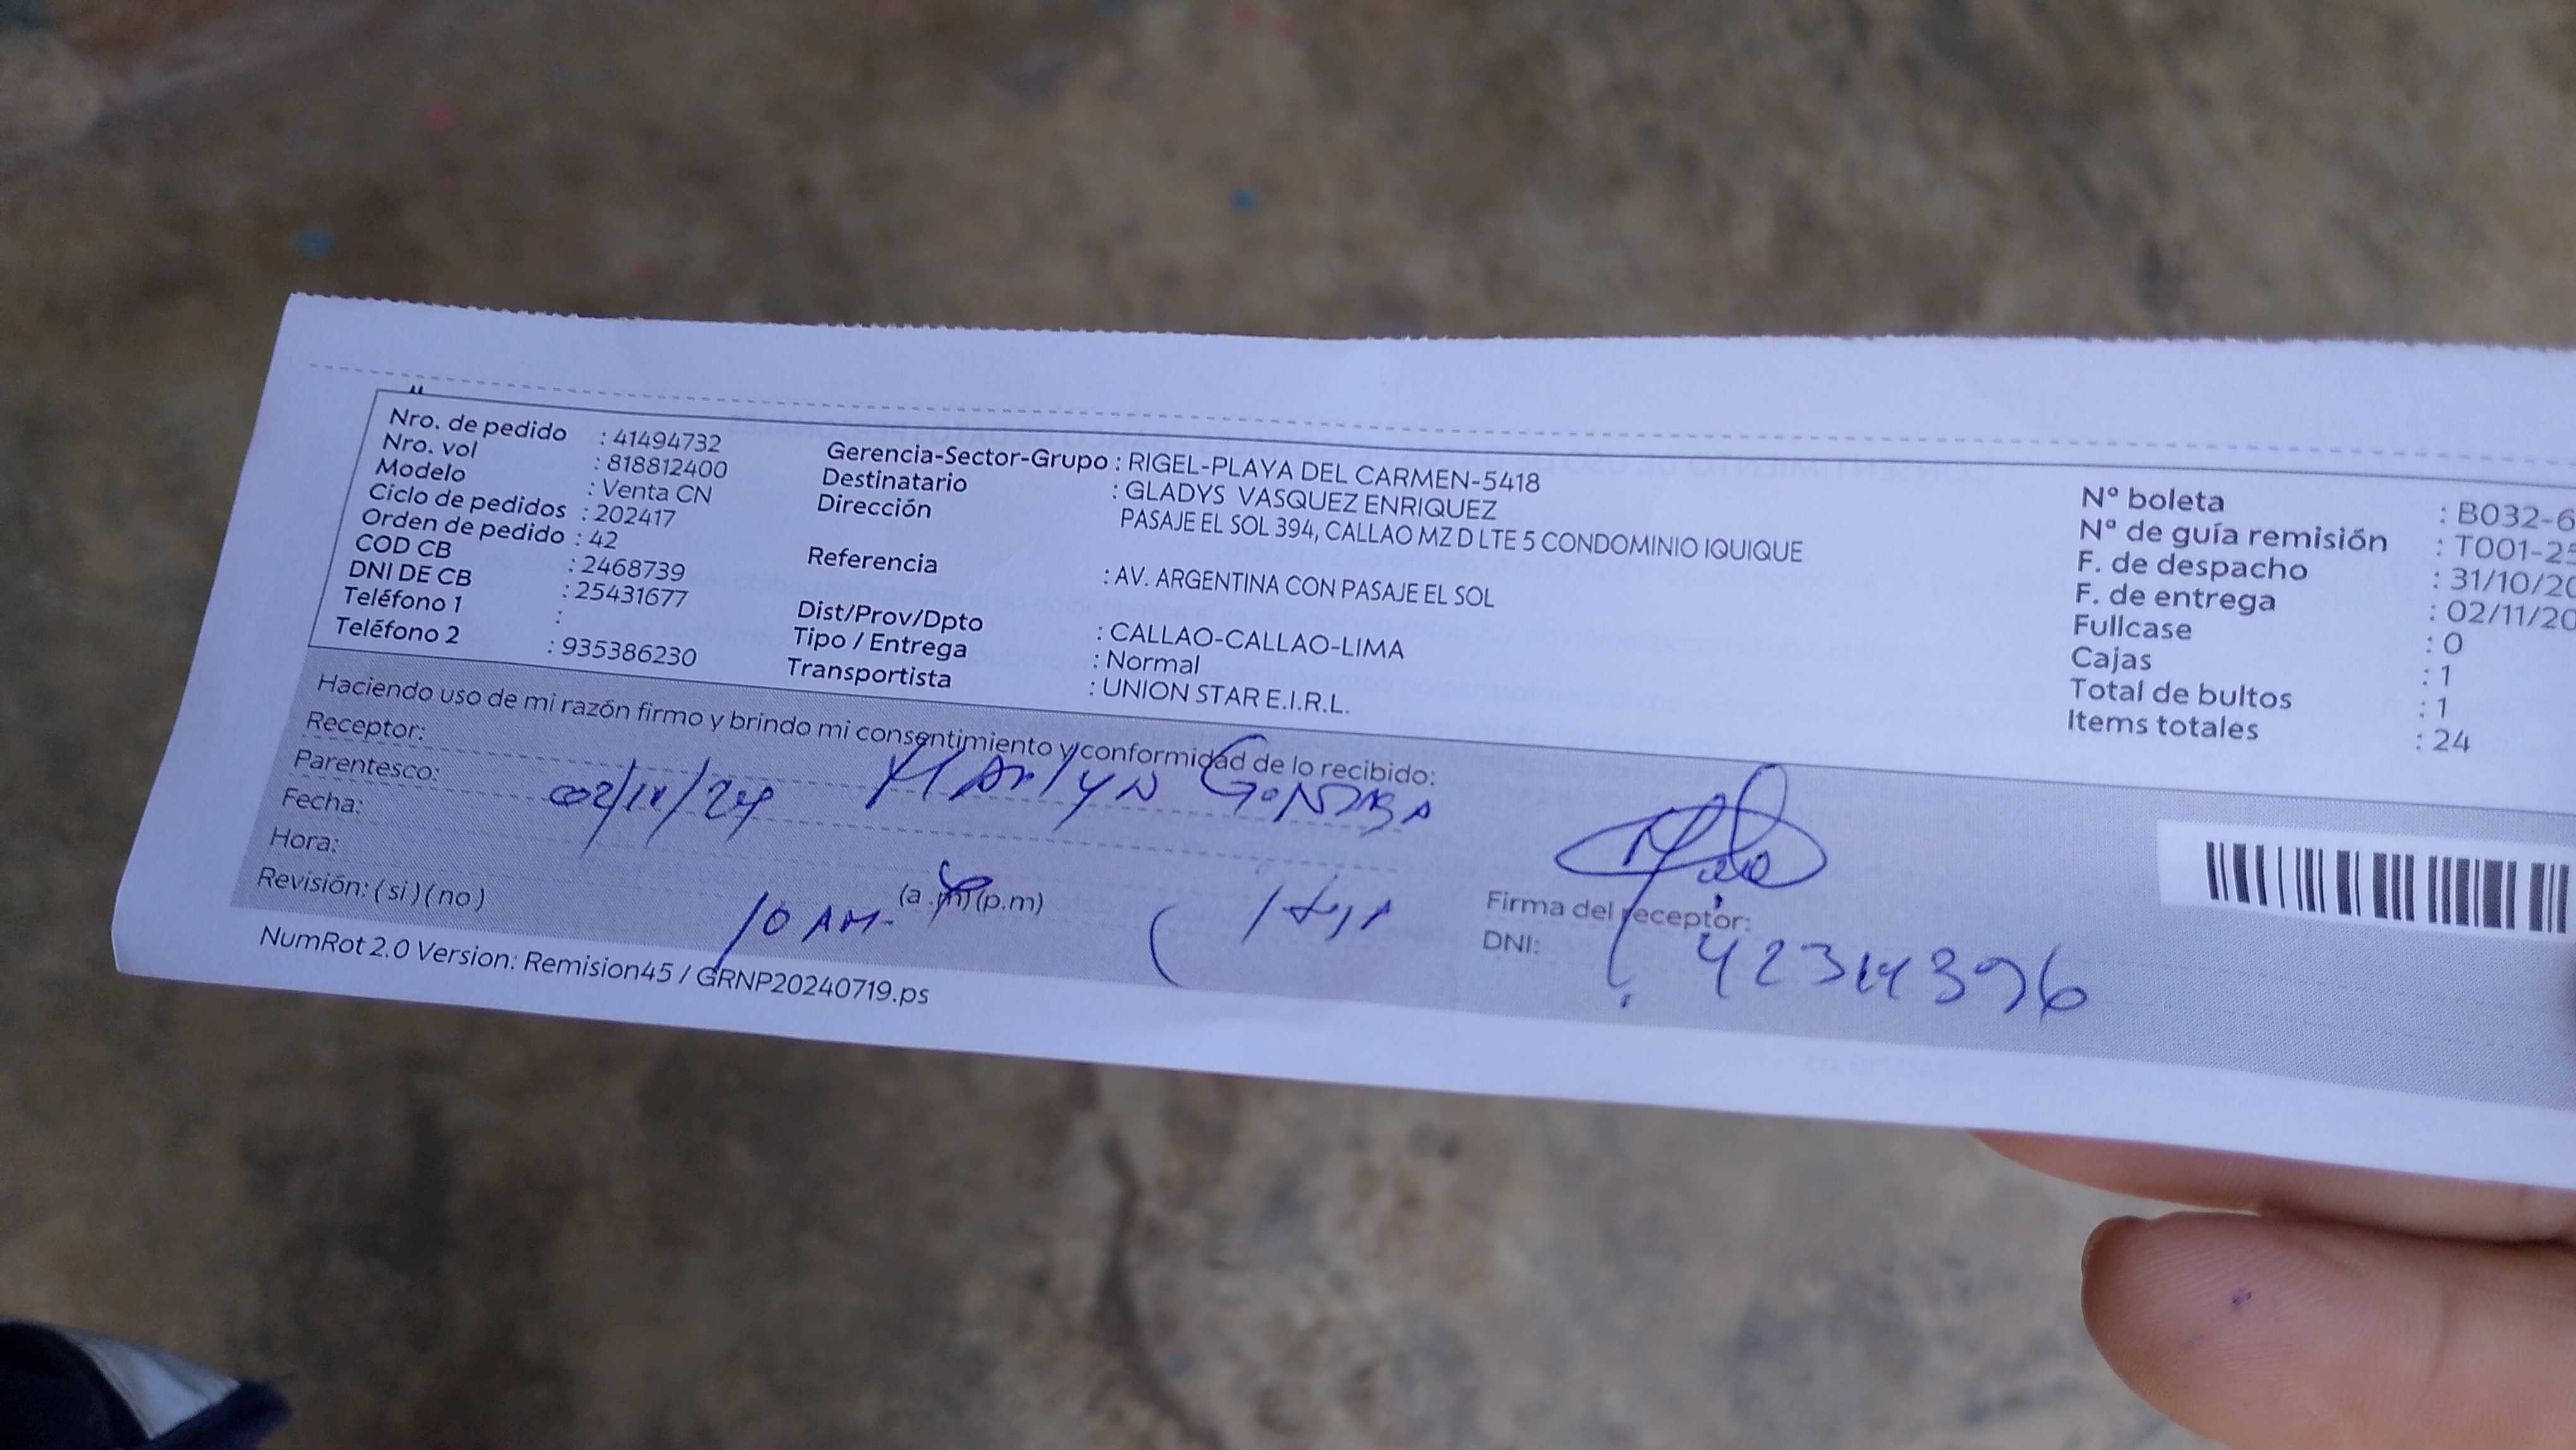 Nro. de pedido : 41494732
Nro. vol : 818812400
Modelo : Venta CN
Ciclo de pedidos : 202417
Orden de pedido : 42
COD CB : 2468739
DNI DE CB : 25431677
Teléfono 1 :
Teléfono 2 : 935386230
Gerencia-Sector-Grupo : RIGEL-PLAYA DEL CARMEN-5418
Destinatario : GLADYS VASQUEZ ENRIQUEZ
Dirección PASAJE EL SOL 394, CALLAO MZ D LTE 5 CONDOMINIO IQUIQUE
Referencia : AV. ARGENTINA CON PASAJE EL SOL
Dist/Prov/Dpto : CALLAO-CALLAO-LIMA
Tipo / Entrega : Normal
Transportista : UNION STAR E.I.R.L.
Nº boleta : B032-6
Nº de guía remisión : T001-25
F. de despacho : 31/10/20
F. de entrega : 02/11/20
Fullcase : 0
Cajas : 1
Total de bultos : 1
Items totales : 24
Haciendo uso de mi razón firmo y brindo mi consentimiento y conformidad de lo recibido:
Receptor:
Parentesco:
Fecha:
Hora: 10 AM- (a.m)(p.m)
Revisión: (si)(no)
Firma del receptor:
DNI:
NumRot 2.0 Version: Remision45 / GRNP20240719.ps